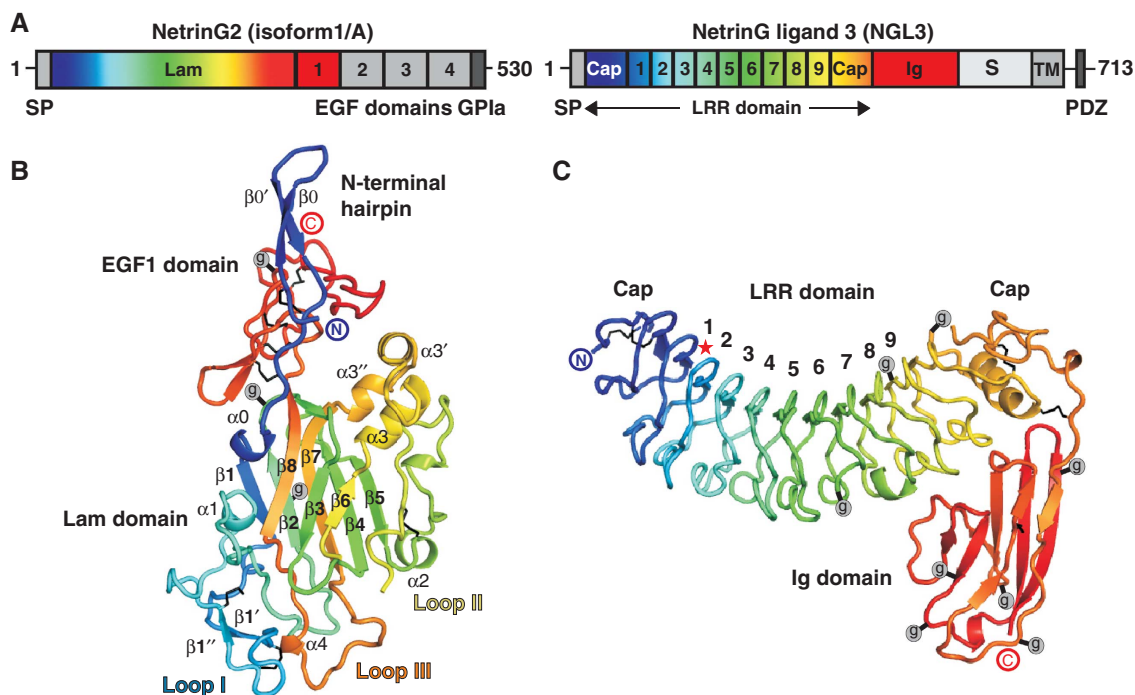 A
NetrinG2 (isoform1/A)
1 Lam 1 2 3 4 530
SP EGF domains GPIa
NetrinG ligand 3 (NGL3)
1 Cap 1 2 3 4 5 6 7 8 9 Cap Ig S TM 713
SP LRR domain PDZ
B
β0′ β0 N-terminal
hairpin
C
g
EGF1 domain
N
α3′
α3″
g
α0
α3
β7
β8
β1
g
β6 β5
α1
Lam domain
β2 β3 β4
α2
Loop II
β1′
β1″
α4
Loop III
Loop I
C
g
Cap LRR domain Cap
1
2 3 4 5 6 7 8 9
N
g
g
g
Ig domain
g
g
g
g
C